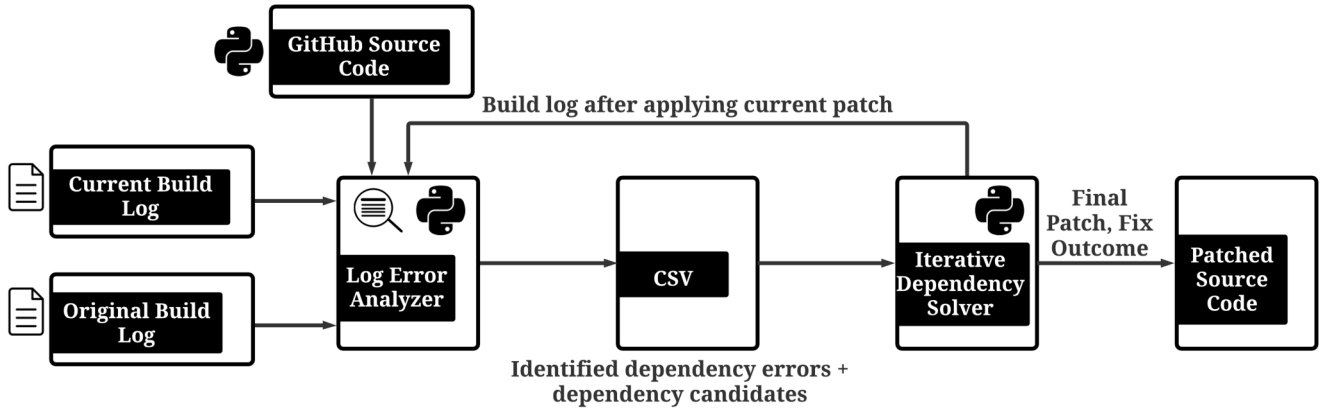 GitHub Source
Code
Build log after applying current patch
Current Build
Log
Original Build
Log
Log Error
Analyzer
CSV
Identified dependency errors +
dependency candidates
Iterative
Dependency
Solver
Final
Patch, Fix
Outcome
Patched
Source
Code